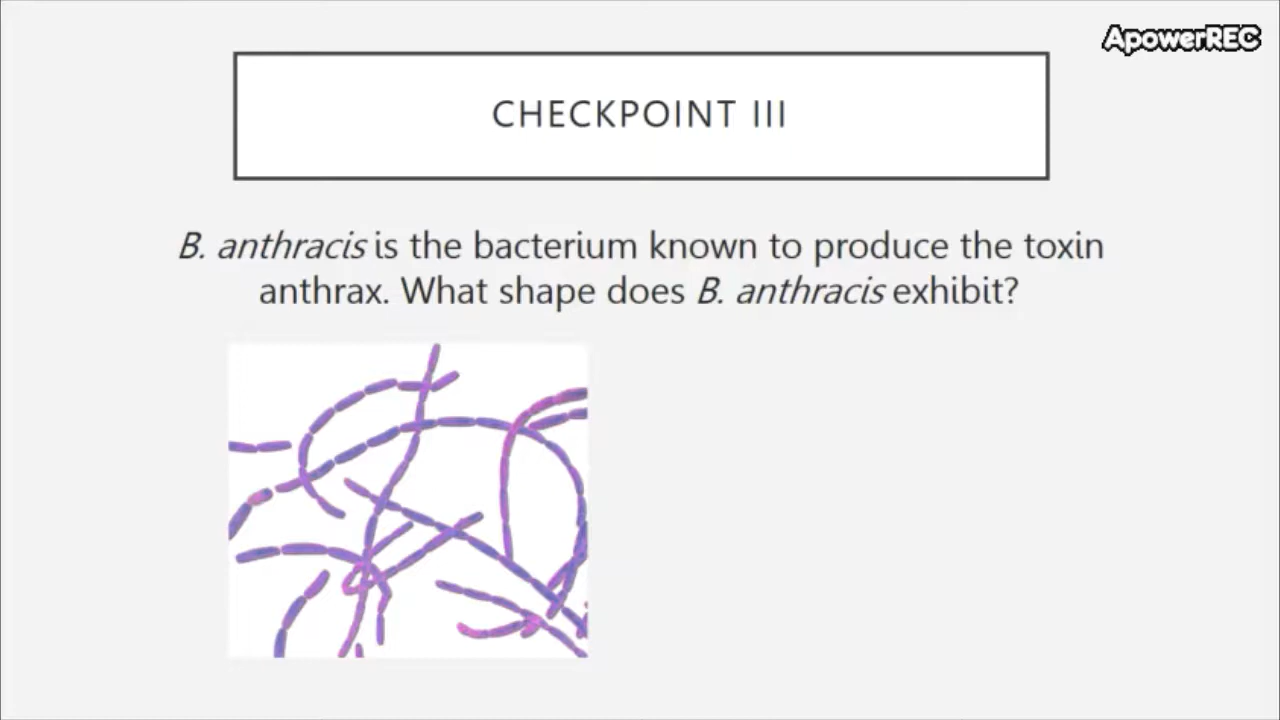 ApowerREC
CHECKPOINT III
B. anthracis is the bacterium known to produce the toxin
anthrax. What shape does B. anthracis exhibit?